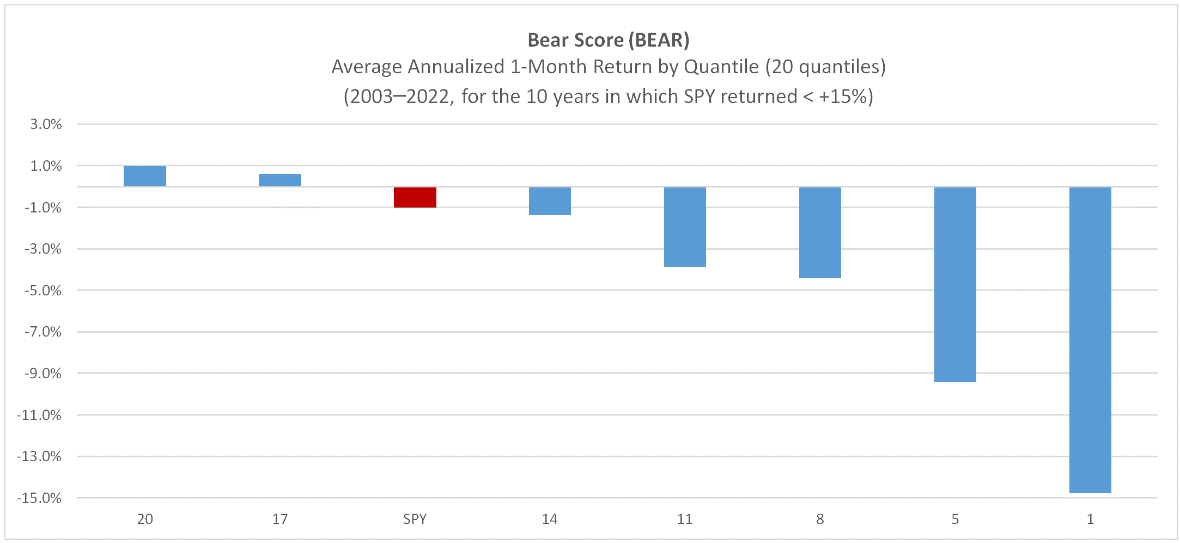 Bear Score (BEAR)
Average Annualized 1-Month Return by Quantile (20 quantiles)
(2003—2022, for the 10 years in which SPY returned < +15%)
3.0%
1.0%
-1.0%
-3.0%
-5.0%
-7.0%
-9.0%
-11.0%
-13.0%
-15.0%
20 17 SPY 14 11 8 5 1